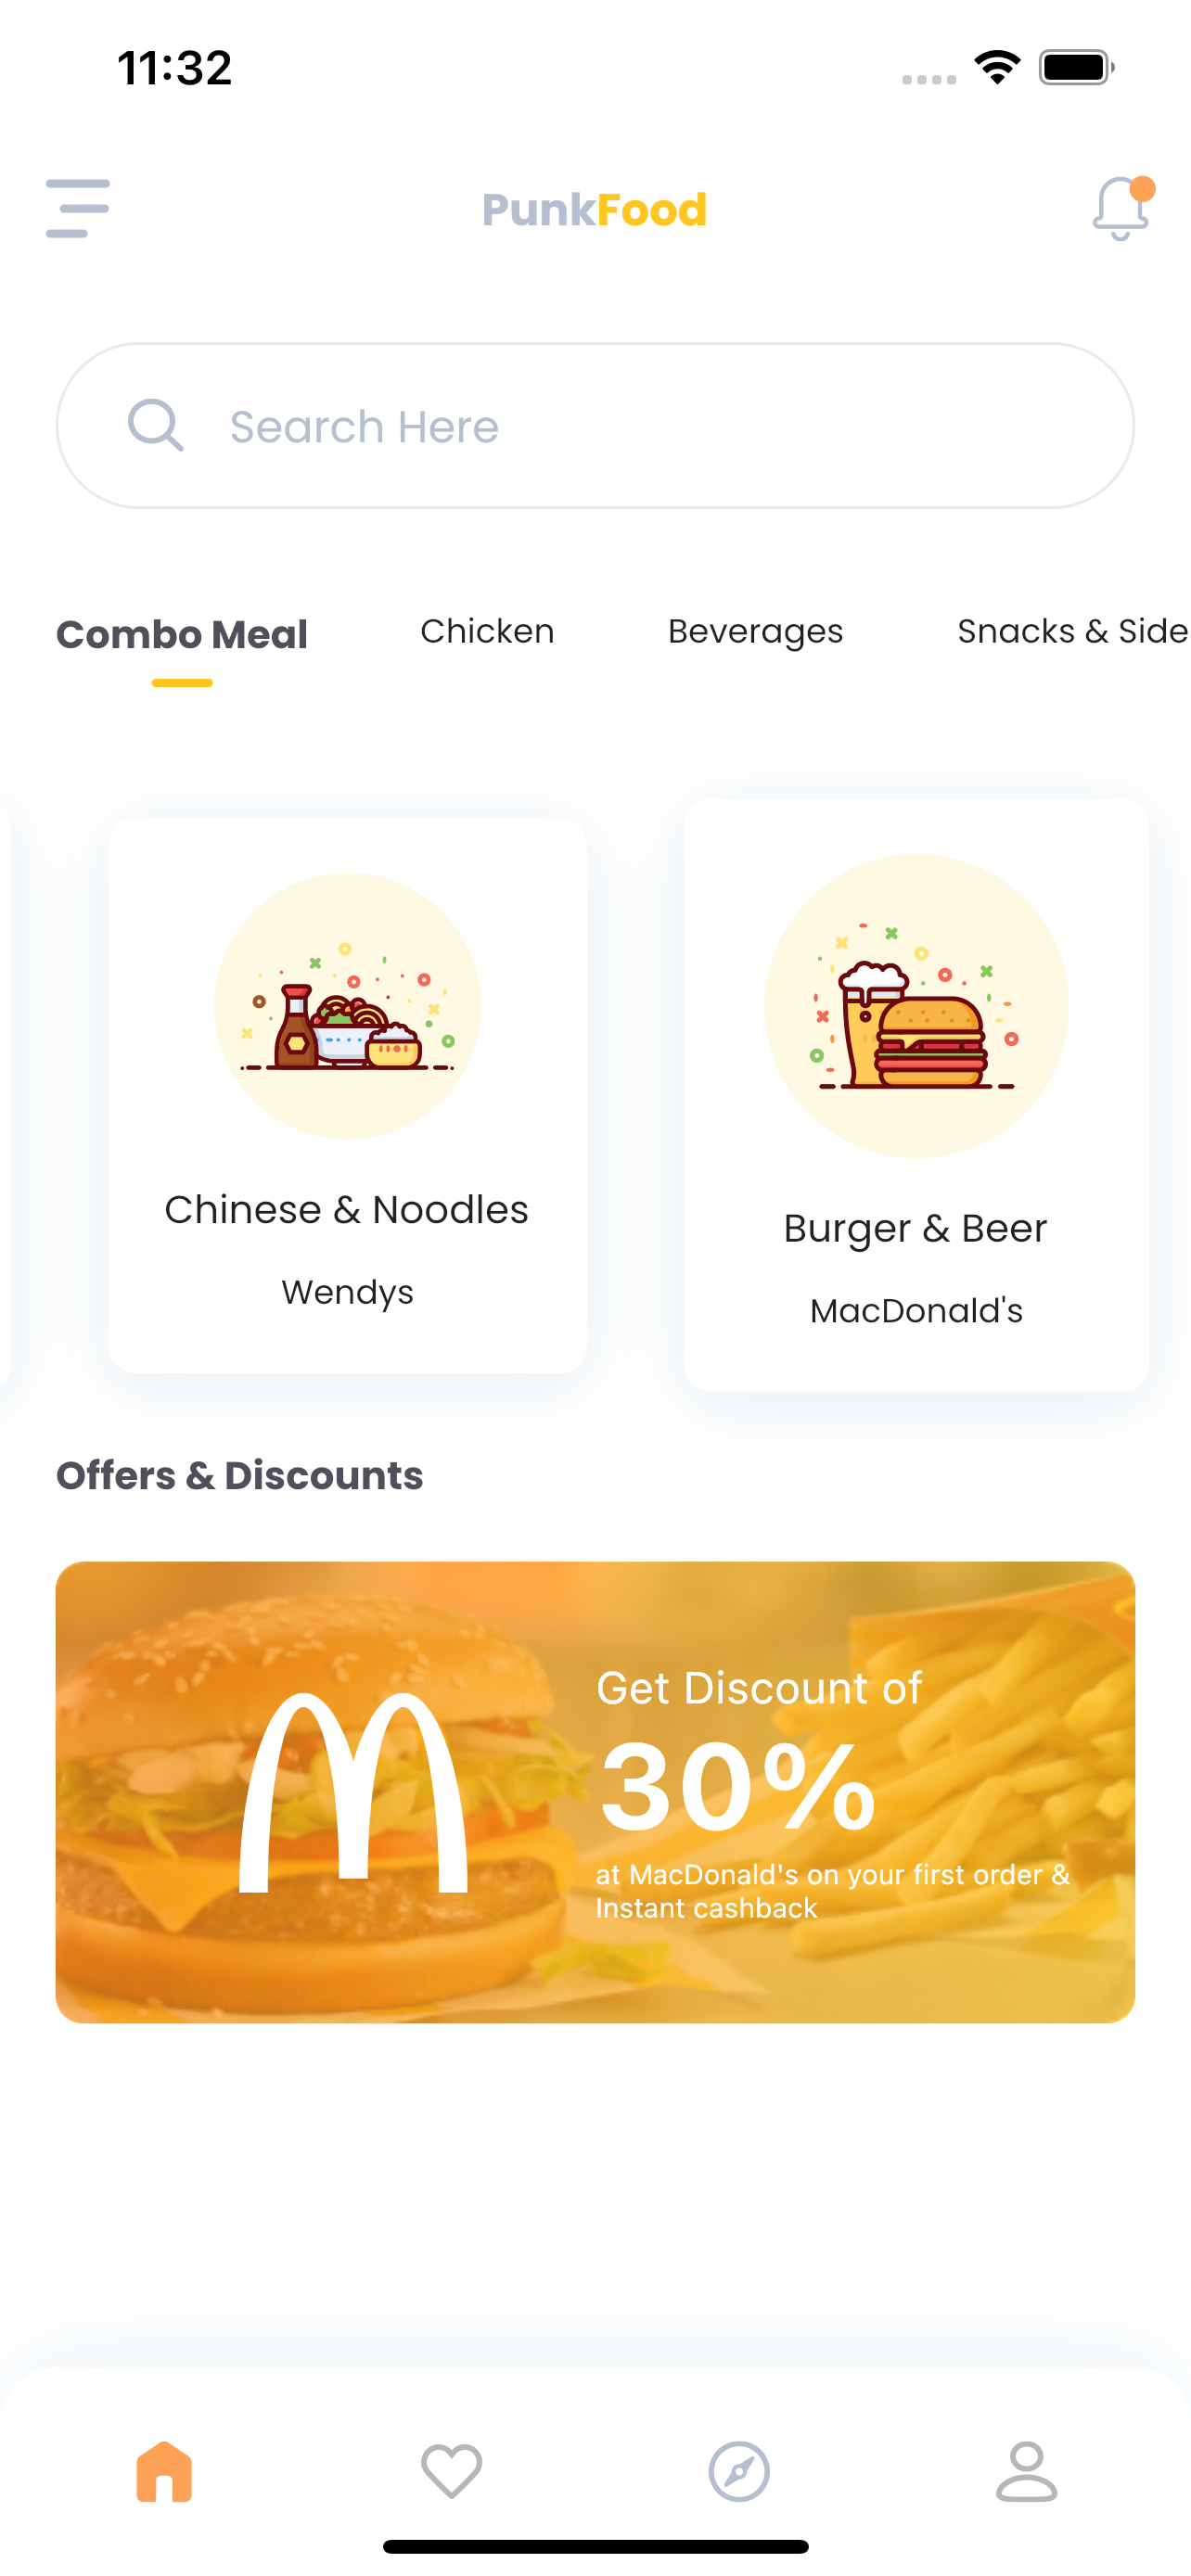 11:32
PunkFood
Search Here
Combo Meal
Chicken
Beverages
Snacks & Side
Chinese & Noodles
Wendys
Burger & Beer
MacDonald's
Offers & Discounts
Get Discount of
30%
at MacDonald's on your first order &
Instant cashback